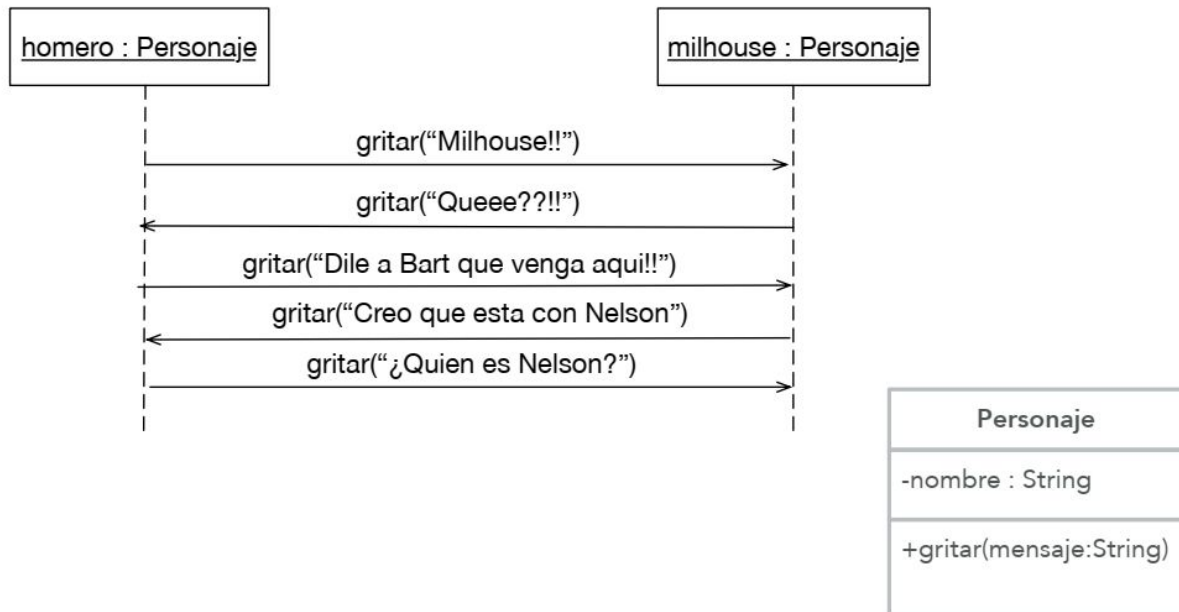 homero : Personaje
milhouse : Personaje
gritar(“Milhouse!!”)
gritar(“Queee??!!”)
gritar(“Dile a Bart que venga aqui!!”)
gritar(“Creo que esta con Nelson”)
gritar(“¿Quien es Nelson?”)
Personaje
-nombre : String
+gritar(mensaje:String)